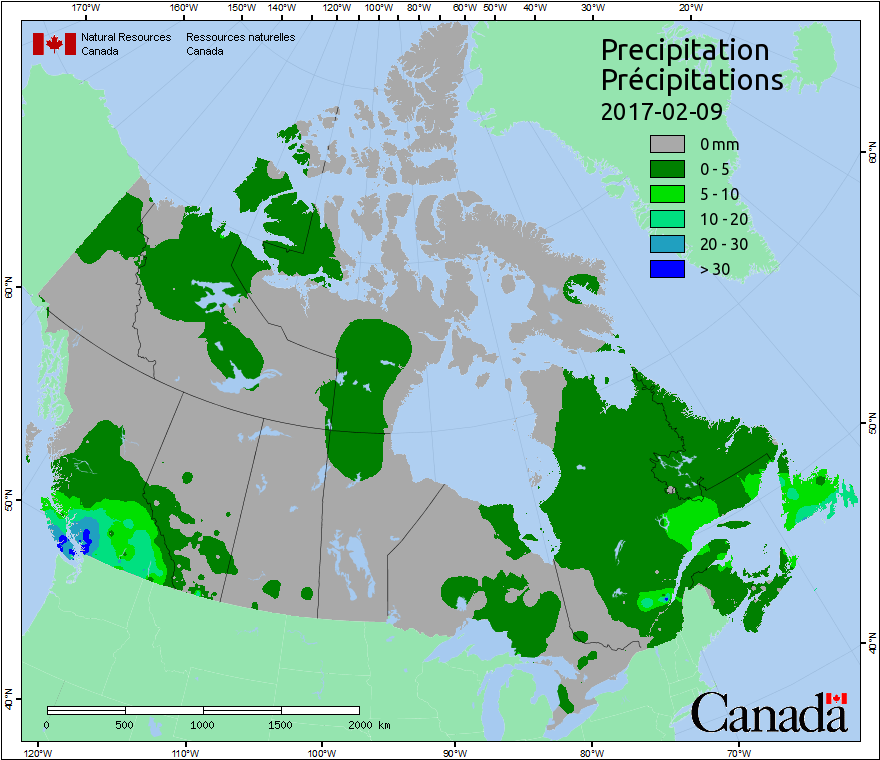 170°W 160°W 150°W 140°W 120°W 100°W 80°W 60°W 50°W 40°W 30°W 20°W
Natural Resources Ressources naturelles
Canada Canada
Precipitation
Précipitations
2017-02-09
0 mm
0 - 5
5 - 10
10 - 20
20 - 30
> 30
60°N
60°N
50°N
50°N
40°N
40°N
0 500 1000 1500 2000 km
Canada
120°W 110°W 100°W 90°W 80°W 70°W